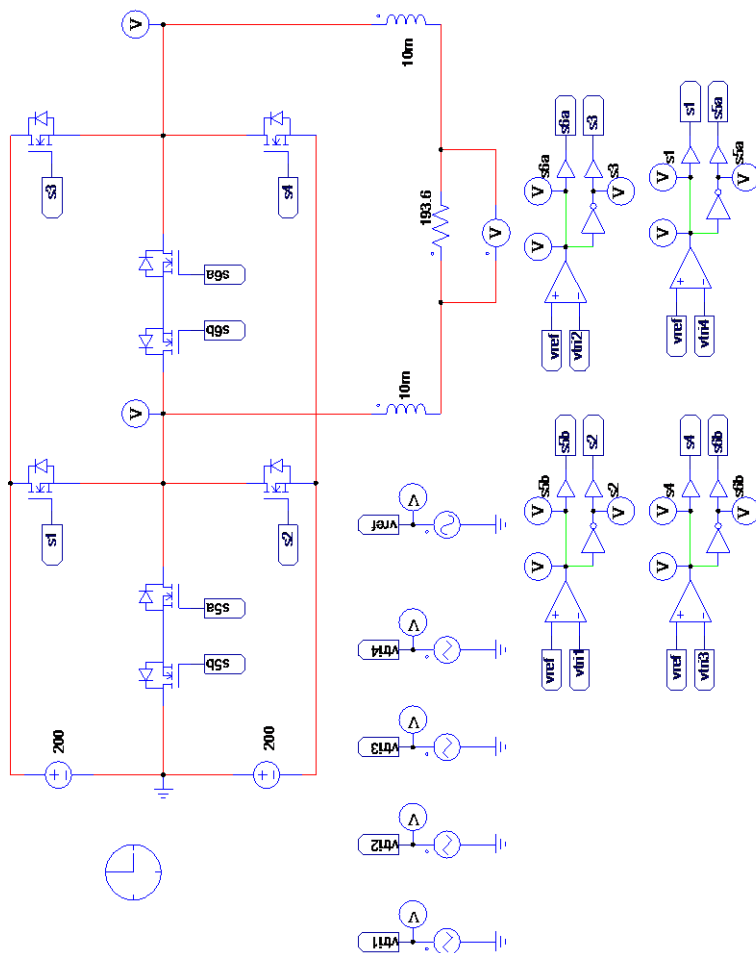 V
10m
s3
s4
s6a
s3
s1
s5a
s6a
s3
s1
s5a
V
V
V
V
V
V
193.6
V
s6a
s6b
vref
vtri2
vref
vtri4
V
10m
s1
s2
V
vref
s5b
s2
s4
s6b
s5b
s2
s4
s6b
V
V
V
V
V
V
s5a
s5b
V
vtri4
vref
vtri1
vref
vtri3
200
200
V
vtri3
V
vtri2
V
vtri1